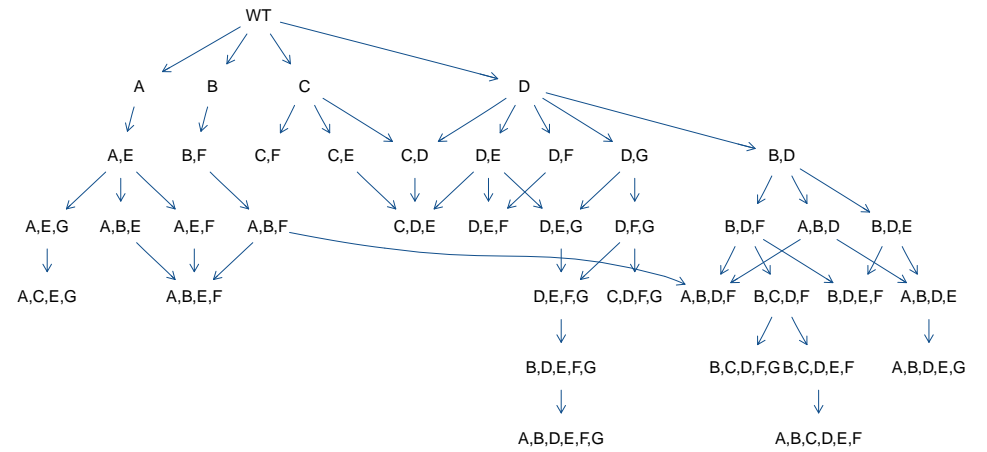 WT
A B C D
A,E B,F C,F C,E C,D D,E D,F D,G B,D
A,E,G A,B,E A,E,F A,B,F C,D,E D,E,F D,E,G D,F,G B,D,F A,B,D B,D,E
A,C,E,G A,B,E,F D,E,F,G C,D,F,G A,B,D,F B,C,D,F B,D,E,F A,B,D,E
B,D,E,F,G B,C,D,F,G B,C,D,E,F A,B,D,E,G
A,B,D,E,F,G A,B,C,D,E,F